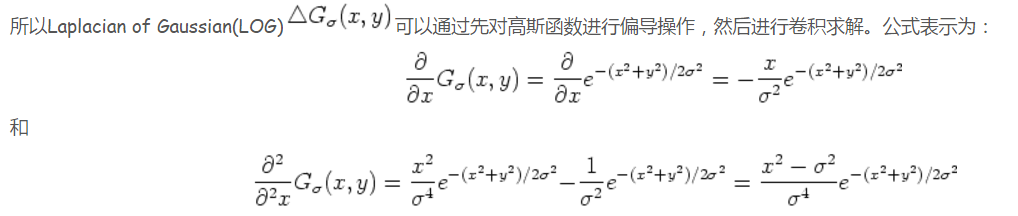 所以Laplacian of Gaussian(LOG) △G_σ(x, y) 可以通过先对高斯函数进行偏导操作，然后进行卷积求解。公式表示为：
∂/∂x G_σ(x, y) = ∂/∂x e^{-(x²+y²)/2σ²} = -x/σ² e^{-(x²+y²)/2σ²}
和
∂²/∂²x G_σ(x, y) = x²/σ⁴ e^{-(x²+y²)/2σ²} - 1/σ² e^{-(x²+y²)/2σ²} = (x² - σ²)/σ⁴ e^{-(x²+y²)/2σ²}